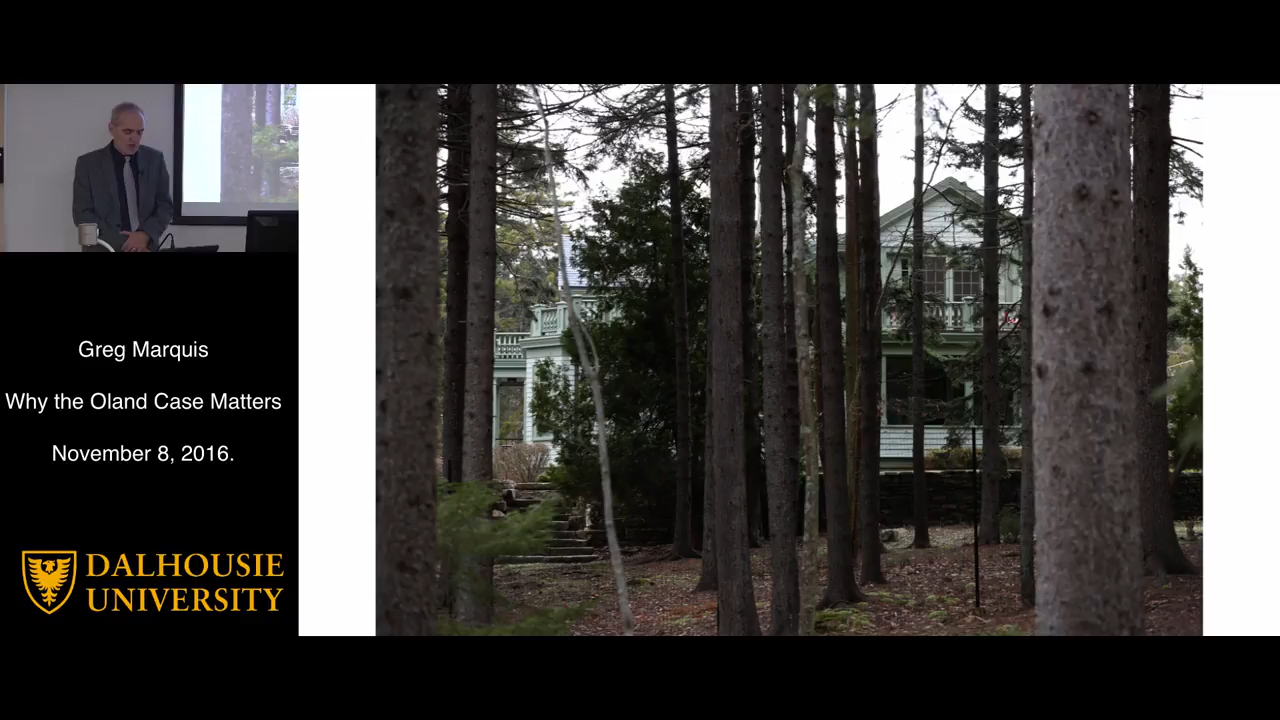 Greg Marquis
Why the Oland Case Matters
November 8, 2016.
DALHOUSIE
UNIVERSITY